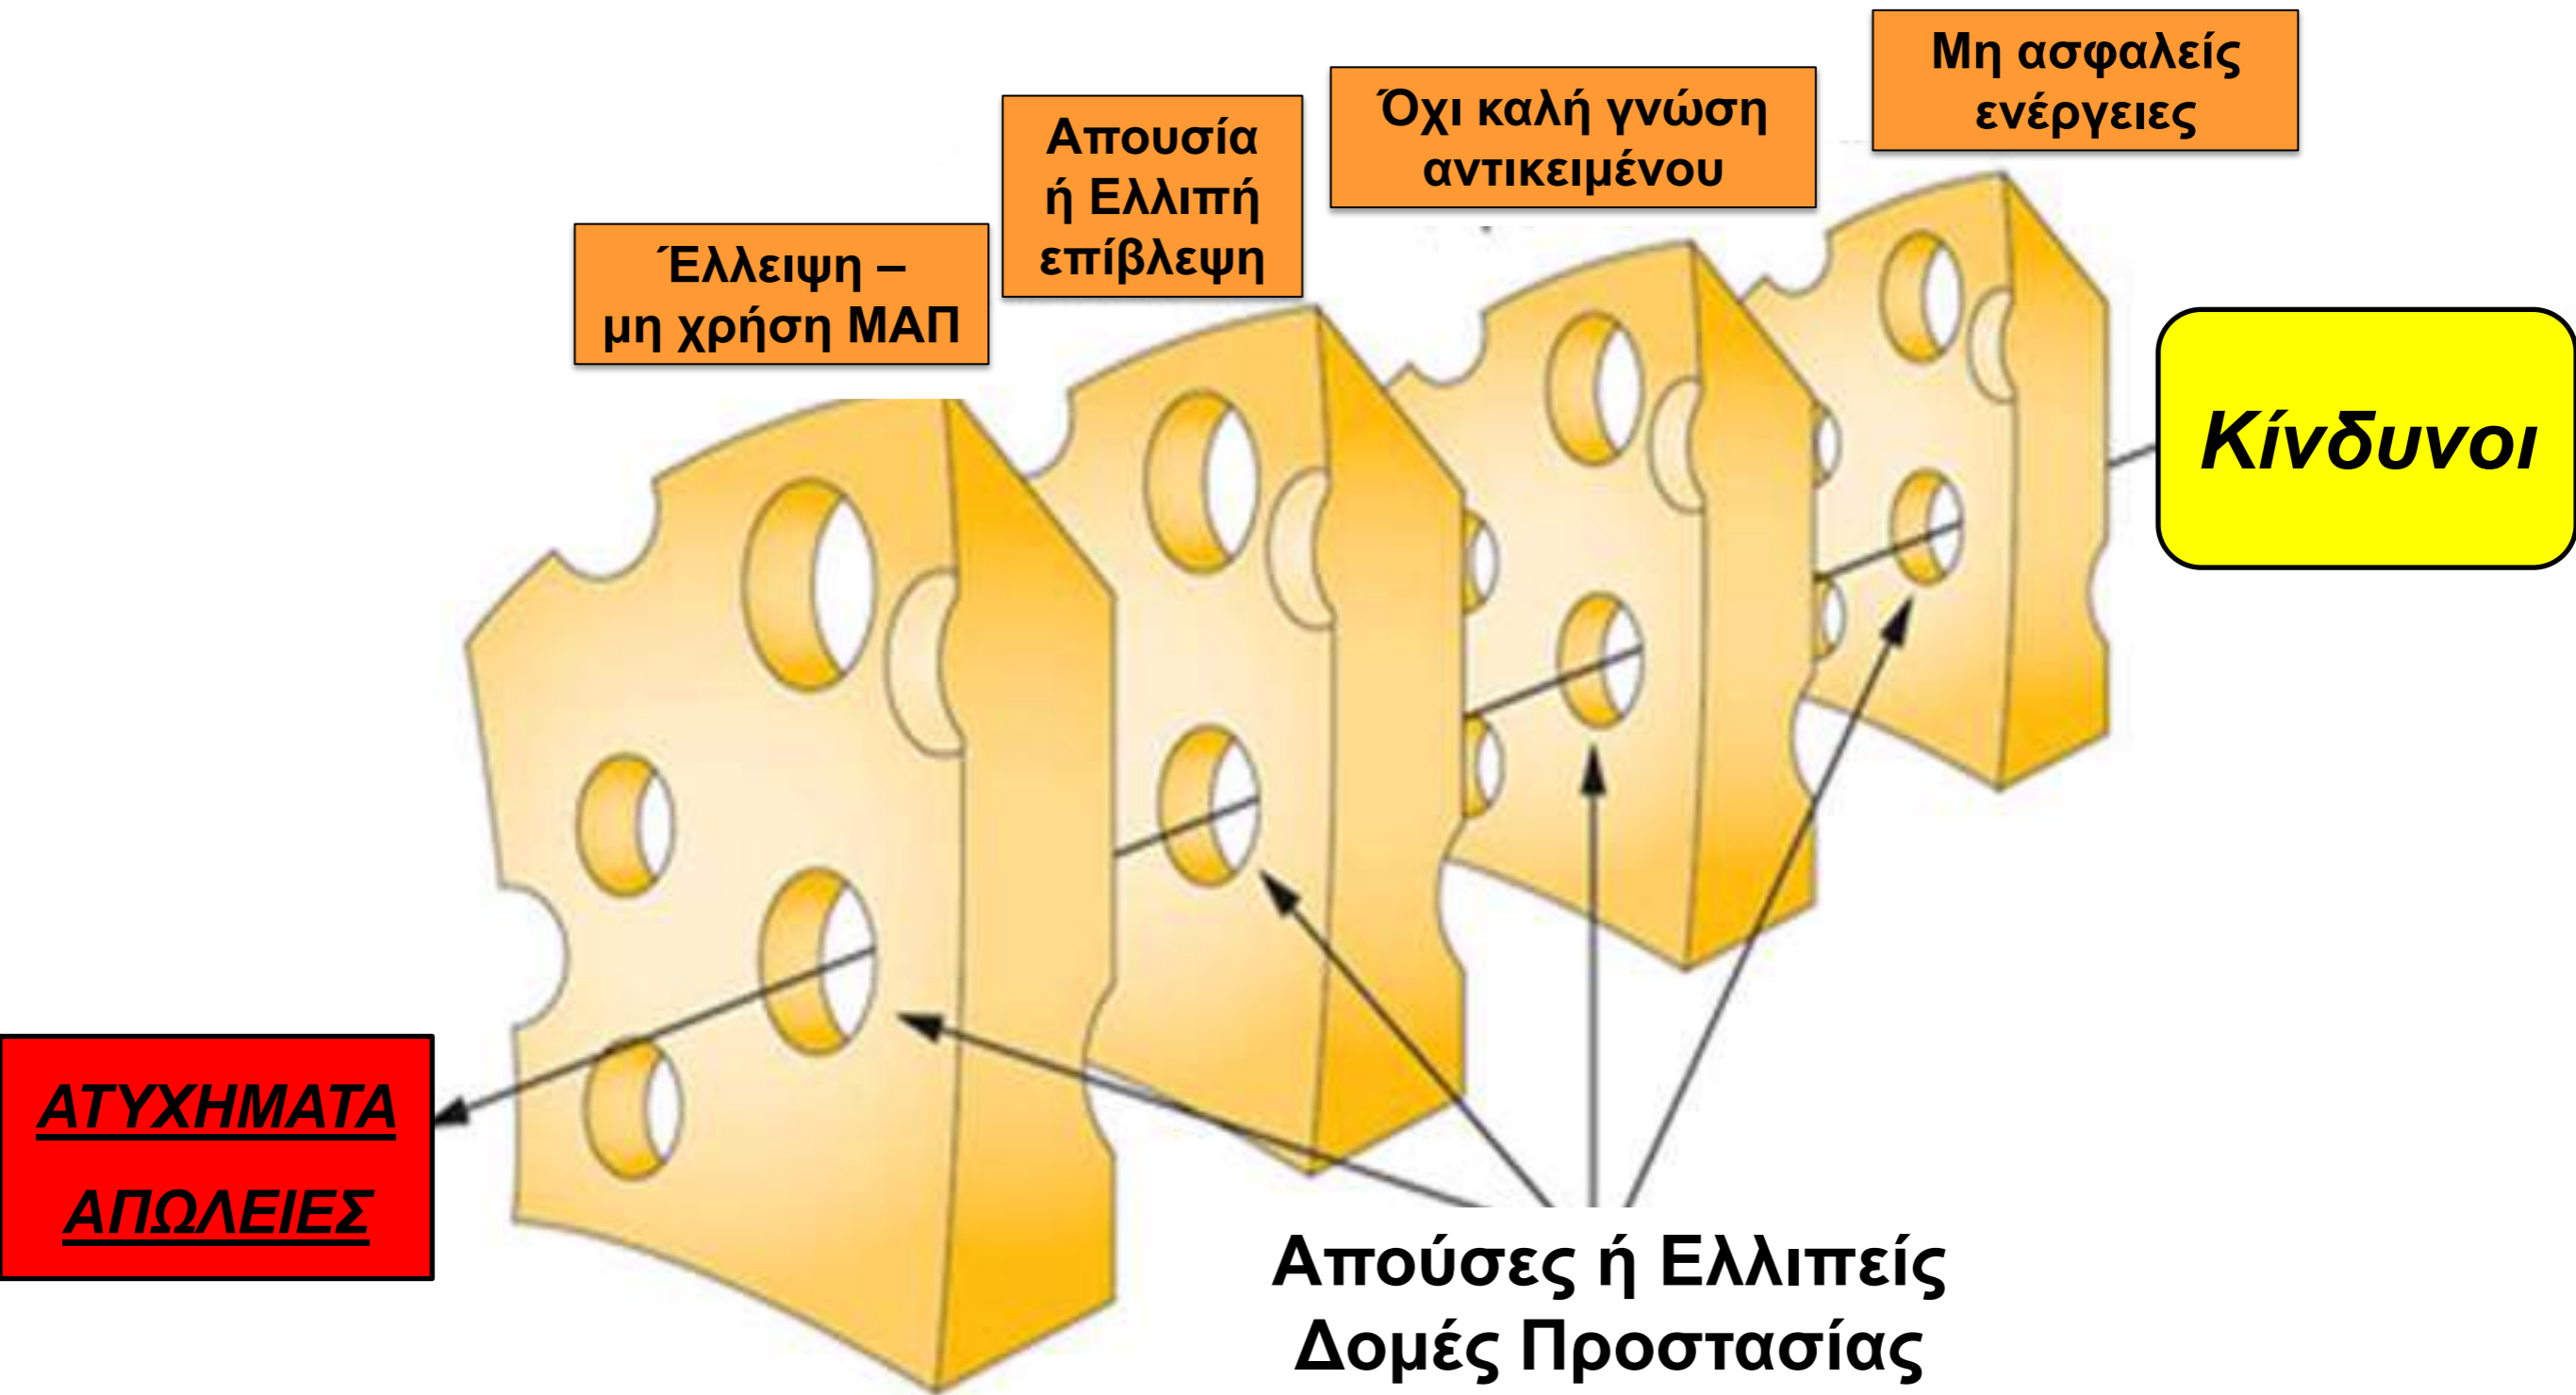 Μη ασφαλείς
ενέργειες
Όχι καλή γνώση
αντικειμένου
Απουσία
ή Ελλιπή
επίβλεψη
Έλλειψη –
μη χρήση ΜΑΠ
Κίνδυνοι
ΑΤΥΧΗΜΑΤΑ
ΑΠΩΛΕΙΕΣ
Απούσες ή Ελλιπείς
Δομές Προστασίας